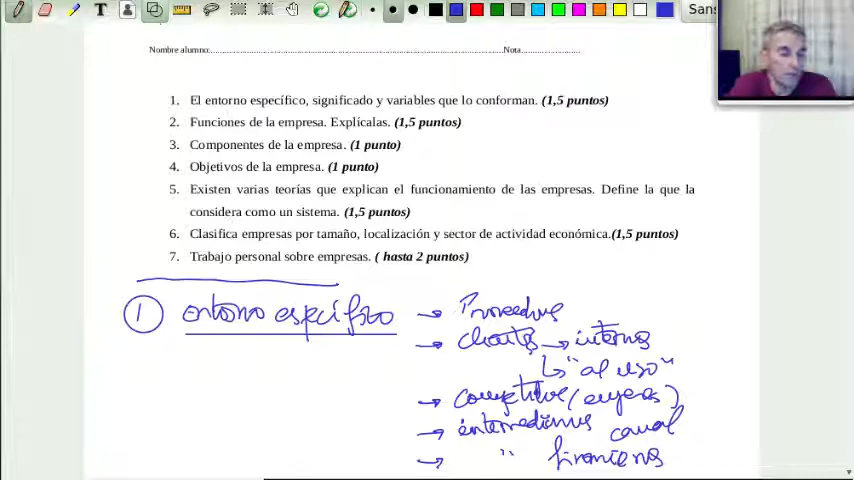 Sans
Nombre alumno:...............Nota...............
1. El entorno específico, significado y variables que lo conforman. (1,5 puntos)
2. Funciones de la empresa. Explícalas. (1,5 puntos)
3. Componentes de la empresa. (1 punto)
4. Objetivos de la empresa. (1 punto)
5. Existen varias teorías que explican el funcionamiento de las empresas. Define la que la
considera como un sistema. (1,5 puntos)
6. Clasifica empresas por tamaño, localización y sector de actividad económica.(1,5 puntos)
7. Trabajo personal sobre empresas. ( hasta 2 puntos)
1 entorno específico → Proveedores
→ clientes → internos
↳ "al uso"
→
→ intermediarios canal
→ " financieros